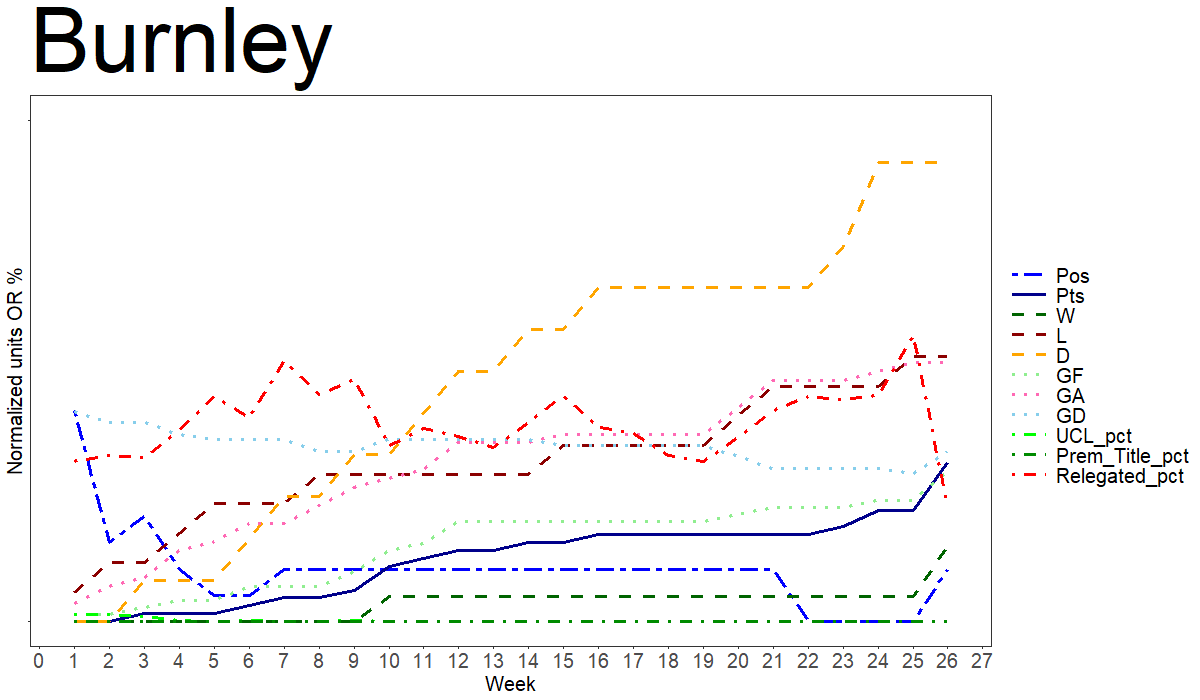 Burnley
Normalized units OR %
Pos
Pts
W
L
D
GF
GA
GD
UCL_pct
Prem_Title_pct
Relegated_pct
0 1 2 3 4 5 6 7 8 9 10 11 12 13 14 15 16 17 18 19 20 21 22 23 24 25 26 27
Week